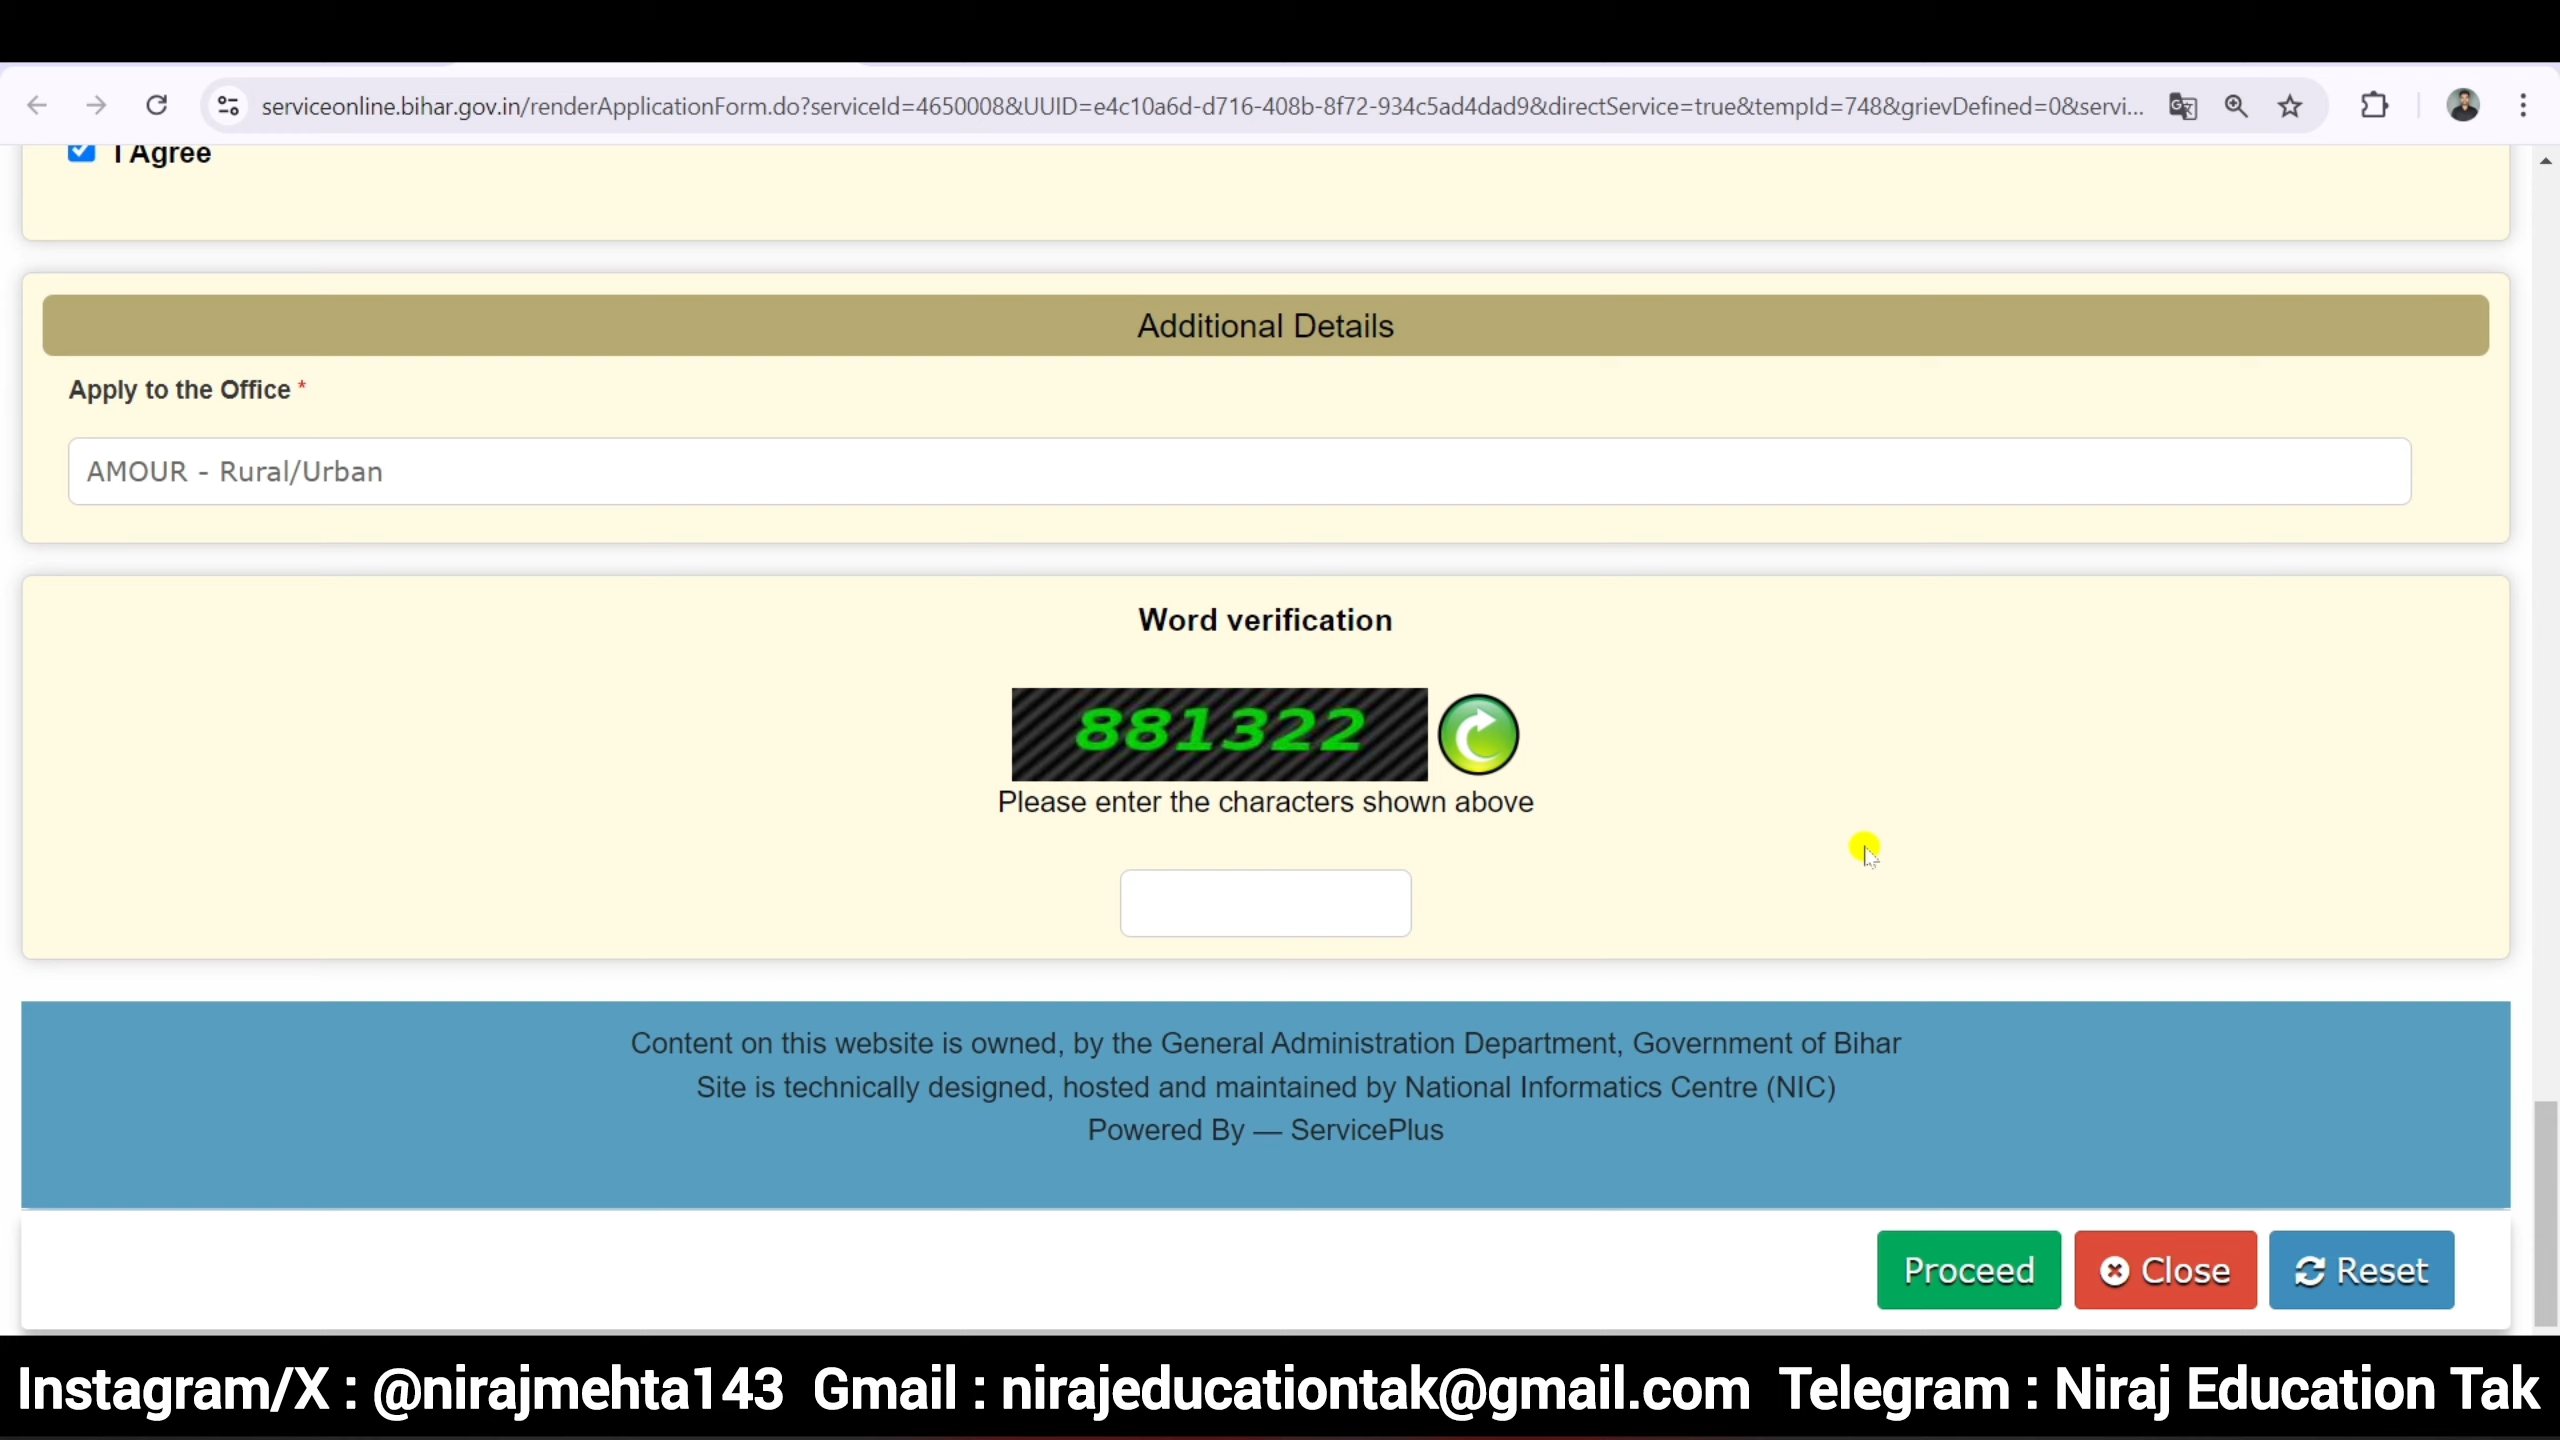 serviceonline.bihar.gov.in/renderApplicationForm.do?serviceId=4650008&UUID=e4c10a6d-d716-408b-8f72-934c5ad4dad9&directService=true&tempId=748&grievDefined=0&servi...
I Agree
Additional Details
Apply to the Office *
AMOUR - Rural/Urban
Word verification
881322
Please enter the characters shown above
Content on this website is owned, by the General Administration Department, Government of Bihar
Site is technically designed, hosted and maintained by National Informatics Centre (NIC)
Powered By — ServicePlus
Proceed Close Reset
Instagram/X : @nirajmehta143 Gmail : nirajeducationtak@gmail.com Telegram : Niraj Education Tak